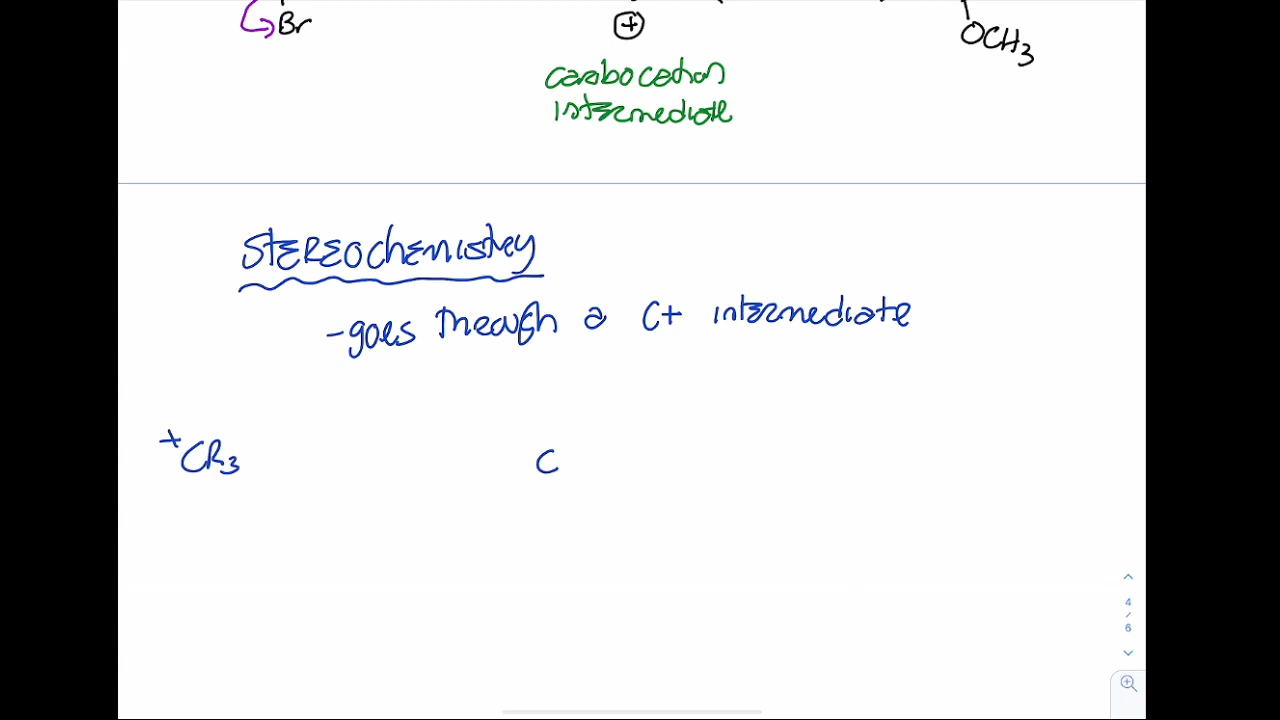 Br
+
OCH3
carbocation
intermediate
STEREOchemistry
- goes through a C+ intermediate
+CR3
C
4
/
6